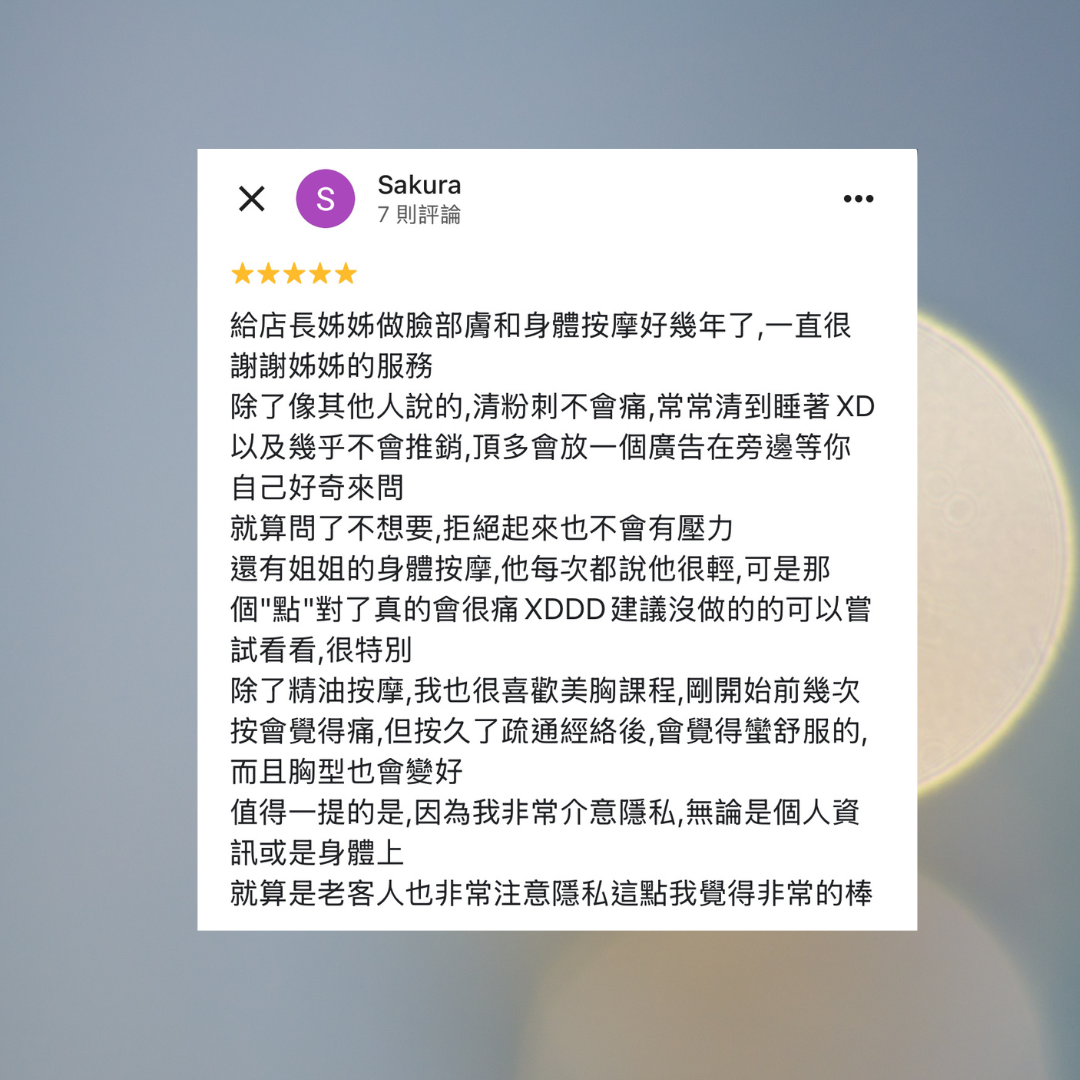 Sakura
7 則評論
給店長姊姊做臉部膚和身體按摩好幾年了,一直很
謝謝姊姊的服務
除了像其他人說的,清粉刺不會痛,常常清到睡著XD
以及幾乎不會推銷,頂多會放一個廣告在旁邊等你
自己好奇來問
就算問了不想要,拒絕起來也不會有壓力
還有姐姐的身體按摩,他每次都說他很輕,可是那
個"點"對了真的會很痛XDDD建議沒做的的可以嘗
試看看,很特別
除了精油按摩,我也很喜歡美胸課程,剛開始前幾次
按會覺得痛,但按久了疏通經絡後,會覺得蠻舒服的,
而且胸型也會變好
值得一提的是,因為我非常介意隱私,無論是個人資
訊或是身體上
就算是老客人也非常注意隱私這點我覺得非常的棒